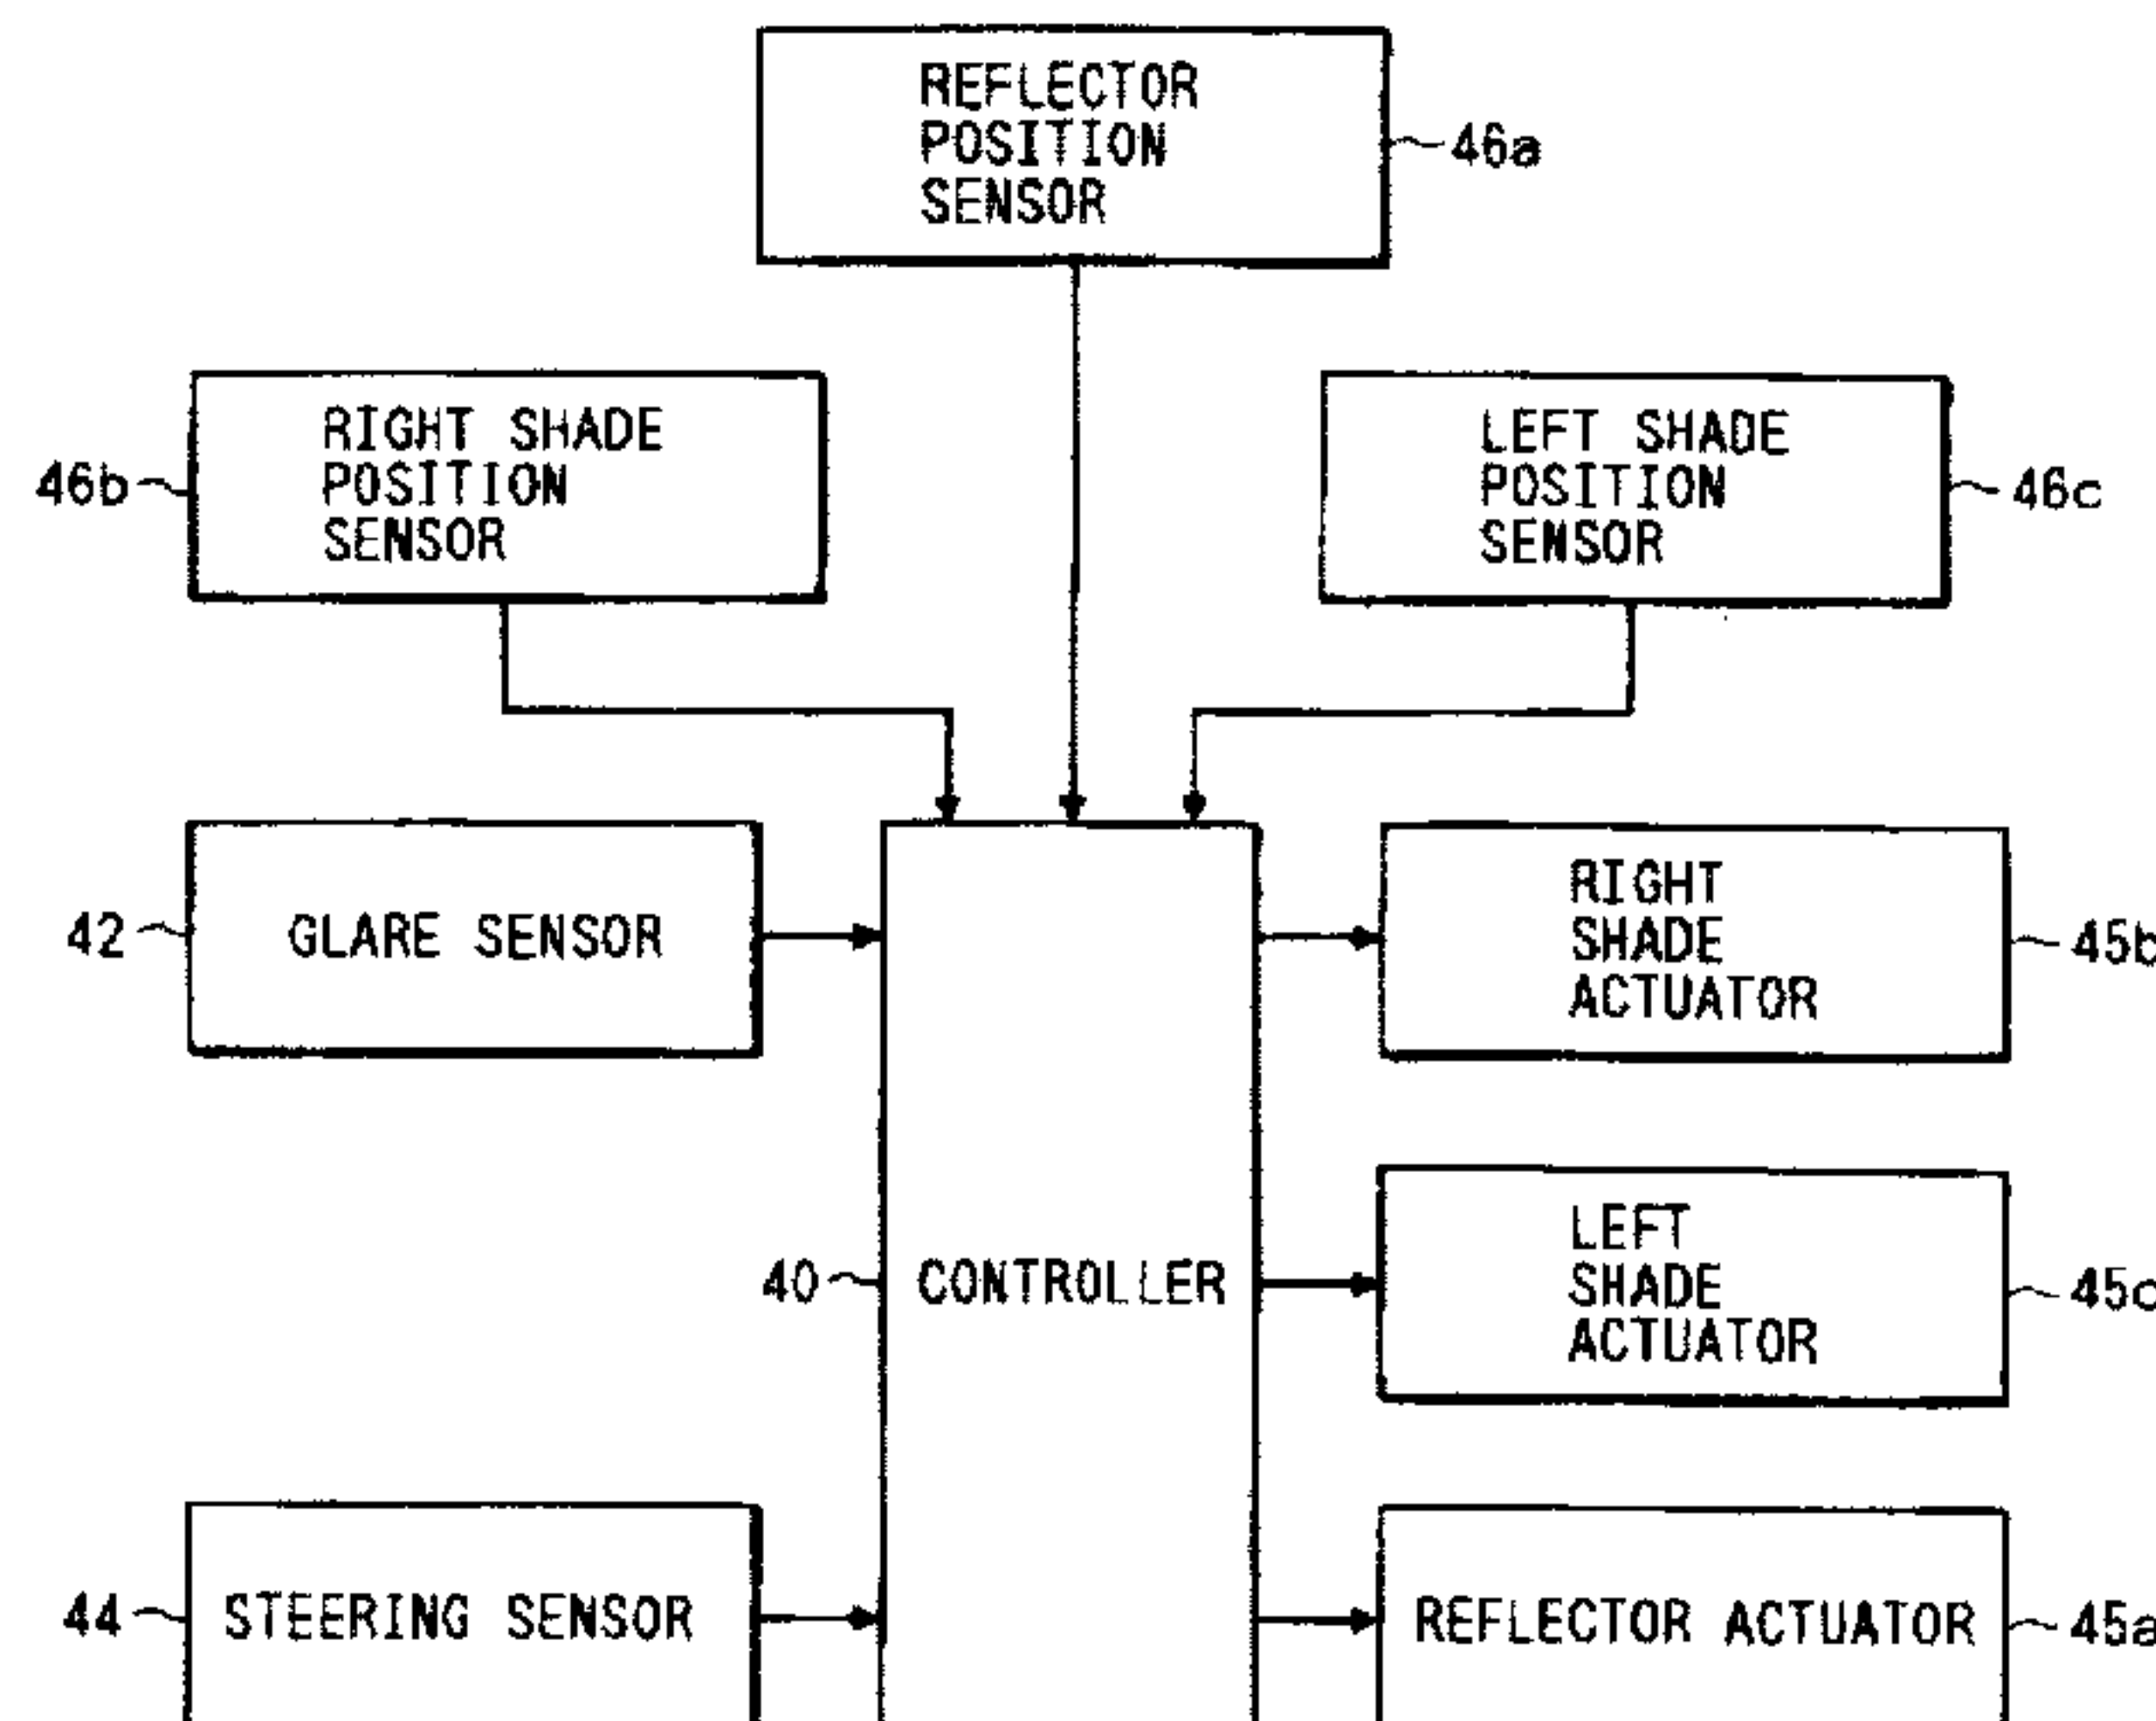 REFLECTOR
POSITION
SENSOR
46a
RIGHT SHADE
POSITION
SENSOR
46b
LEFT SHADE
POSITION
SENSOR
46c
42
GLARE SENSOR
RIGHT
SHADE
ACTUATOR
45b
40
CONTROLLER
LEFT
SHADE
ACTUATOR
45c
44
STEERING SENSOR
REFLECTOR ACTUATOR
45a